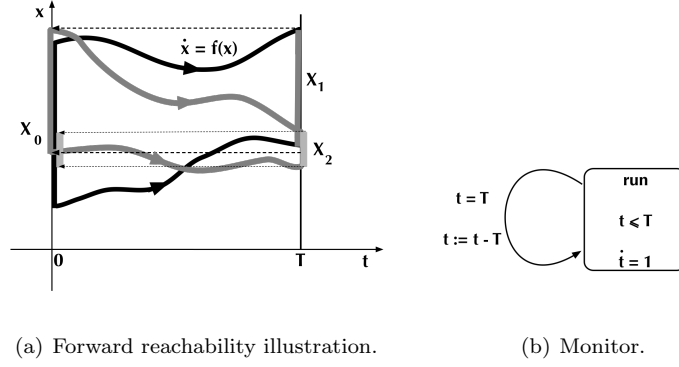 x
ẋ = f(x)
X₁
X₀
X₂
0
T
t
t = T
t := t - T
run
t ⩽ T
ṫ = 1
(a) Forward reachability illustration.
(b) Monitor.